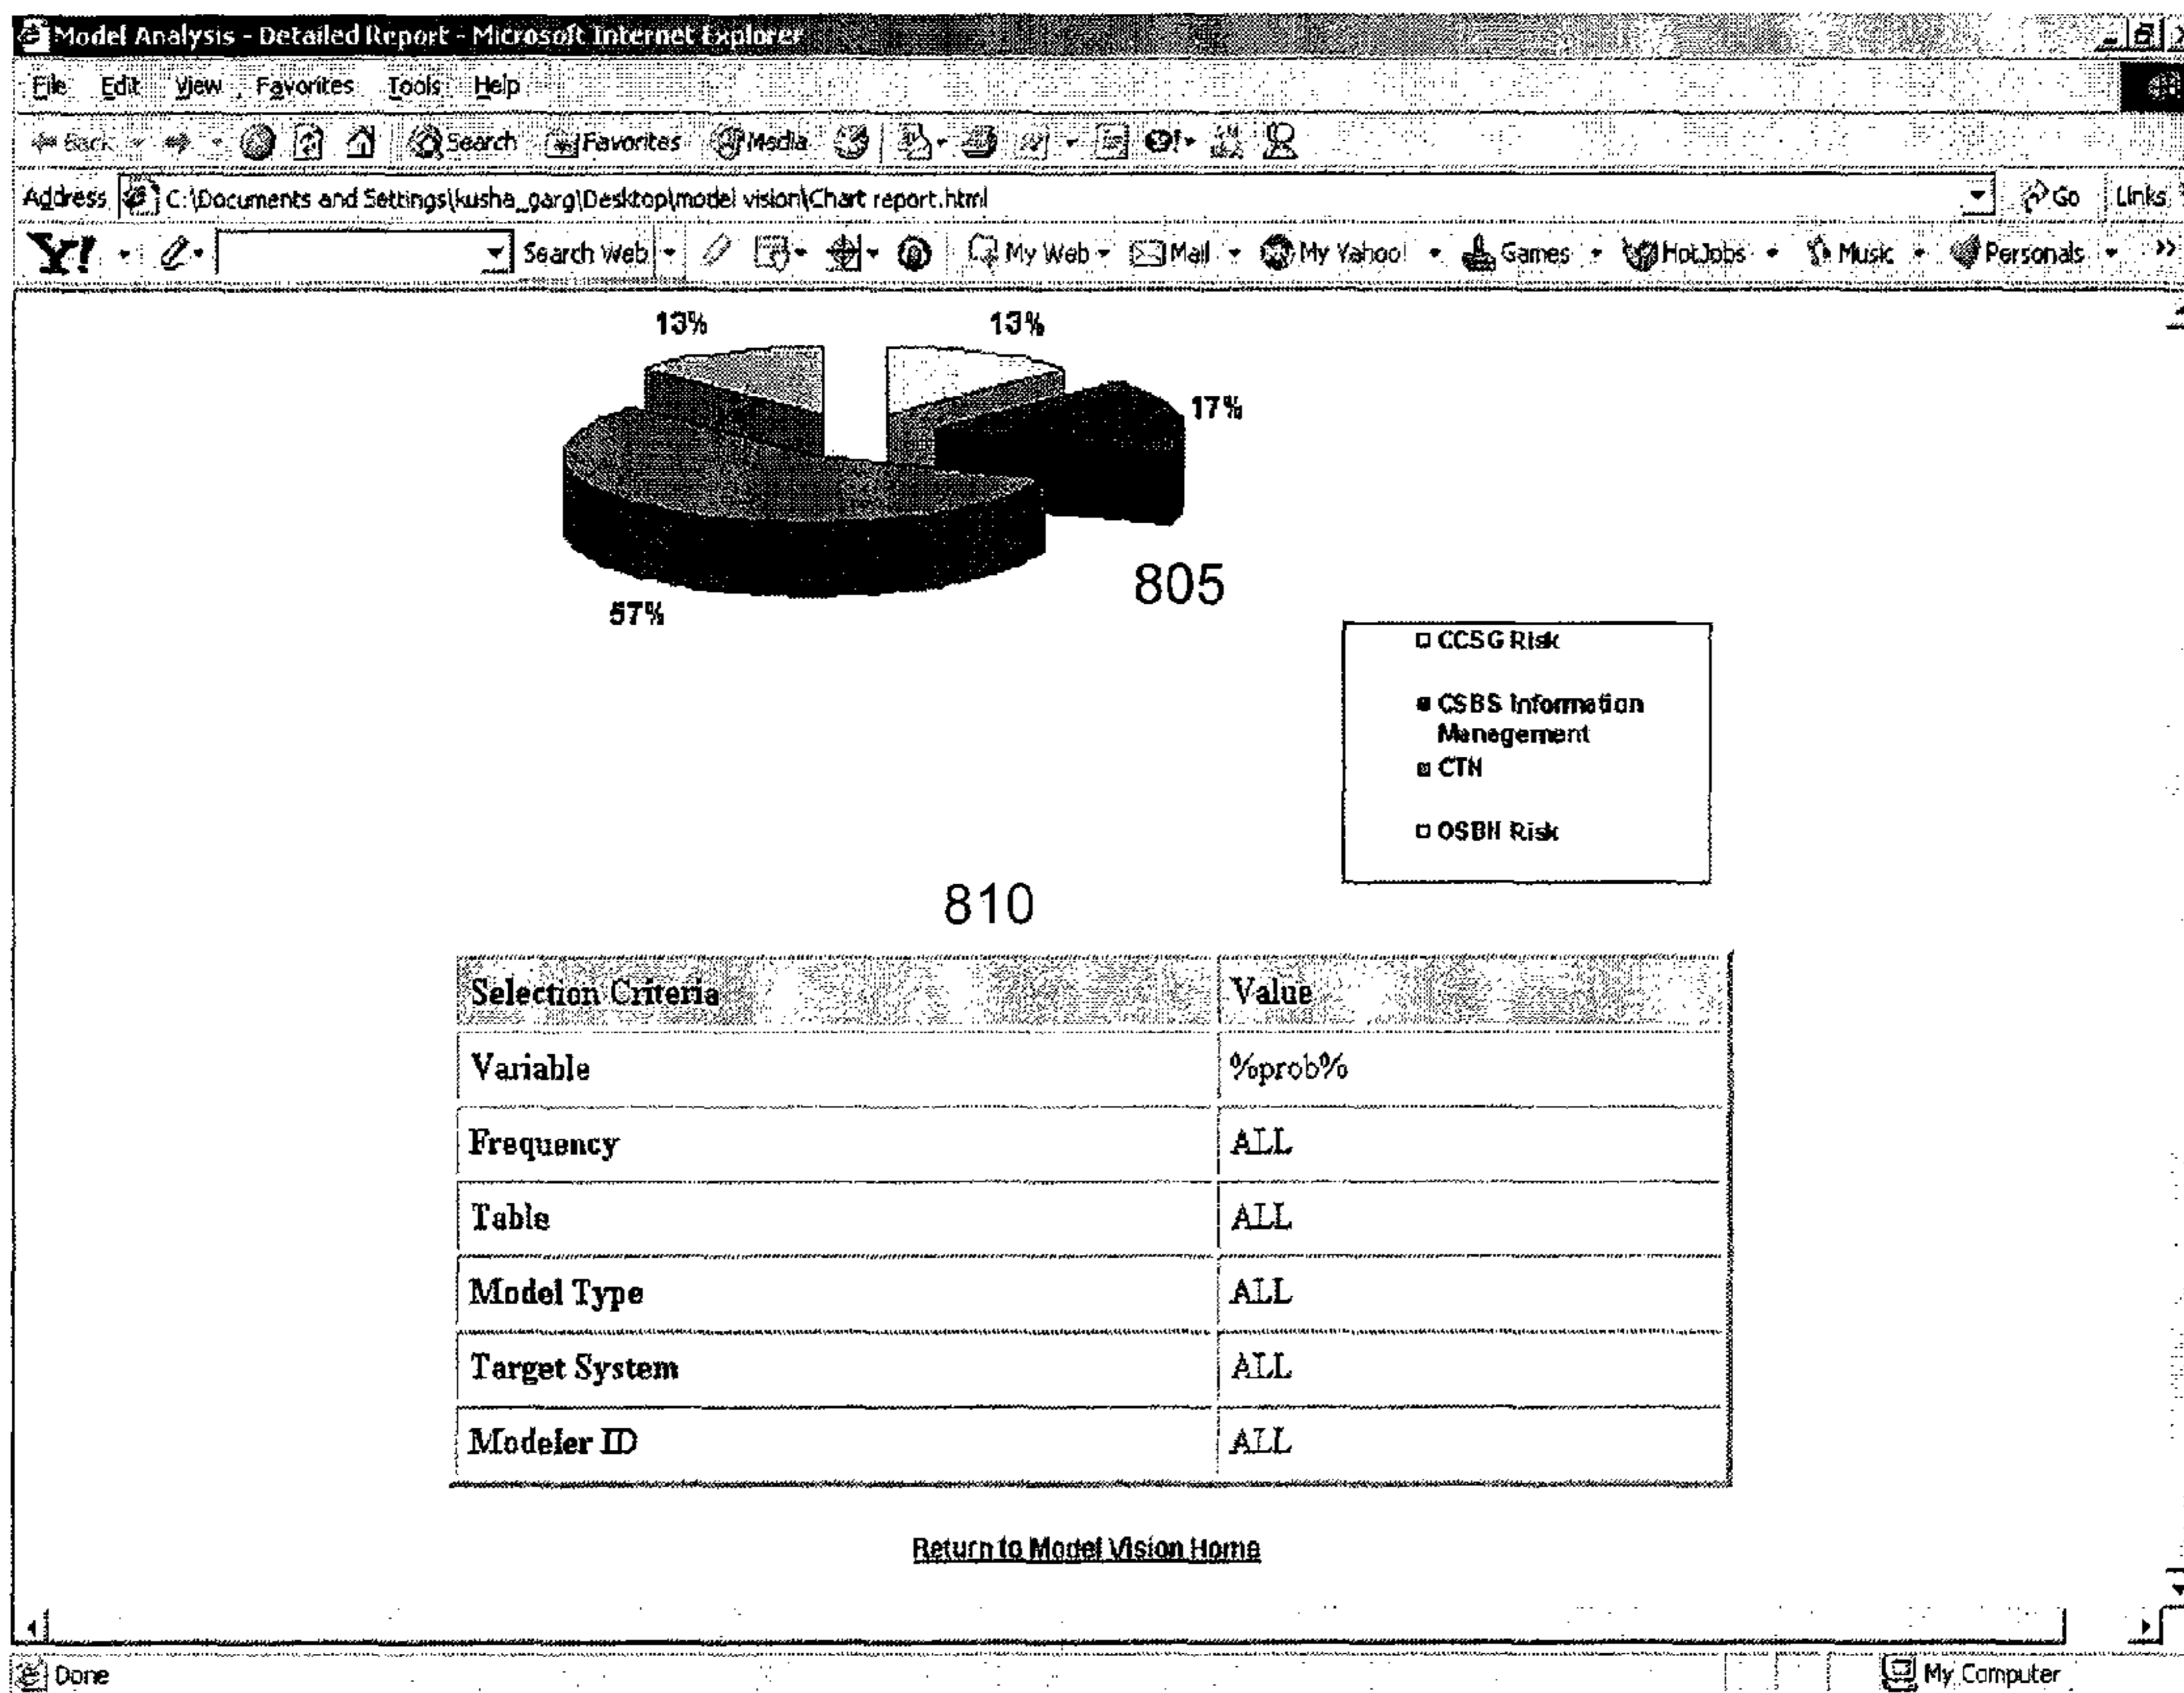 Model Analysis - Detailed Report - Microsoft Internet Explorer
File Edit View Favorites Tools Help
Back Search Favorites Media
Address C:\Documents and Settings\kusha_garg\Desktop\model vision\Chart report.html Go Links
Y! Search Web My Web Mail My Yahoo! Games HotJobs Music Personals >>
13% 13%
17%
57%
805
CCSG Risk
CSBS Information
Management
CTN
OSBN Risk
810
Selection Criteria Value
Variable %prob%
Frequency ALL
Table ALL
Model Type ALL
Target System ALL
Modeler ID ALL
Return to Model Vision Home
Done My Computer